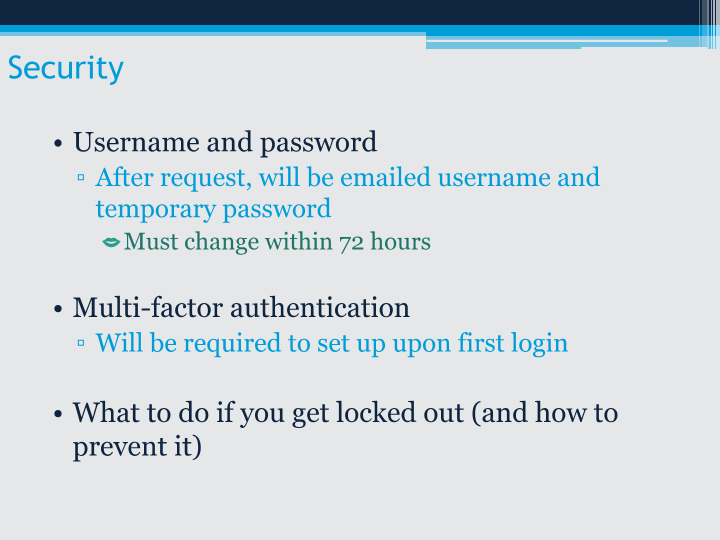 Security
• Username and password
▫ After request, will be emailed username and
temporary password
Must change within 72 hours
• Multi-factor authentication
▫ Will be required to set up upon first login
• What to do if you get locked out (and how to
prevent it)